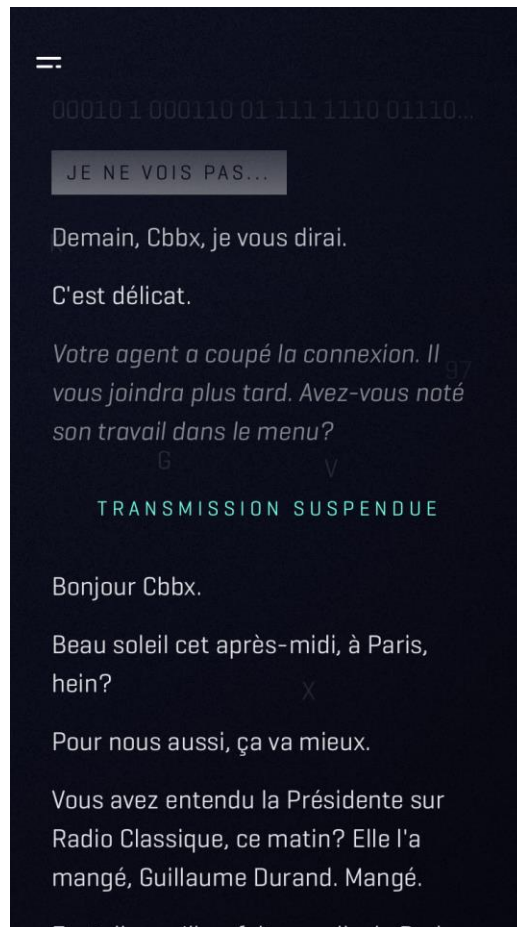 00010 1 000110 01 111 1110 01110...
JE NE VOIS PAS...
Demain, Cbbx, je vous dirai.
C'est délicat.
Votre agent a coupé la connexion. Il
97
vous joindra plus tard. Avez-vous noté
son travail dans le menu?
G V
TRANSMISSION SUSPENDUE
Bonjour Cbbx.
Beau soleil cet après-midi, à Paris,
hein?
X
Pour nous aussi, ça va mieux.
Vous avez entendu la Présidente sur
Radio Classique, ce matin? Elle l'a
mangé, Guillaume Durand. Mangé.